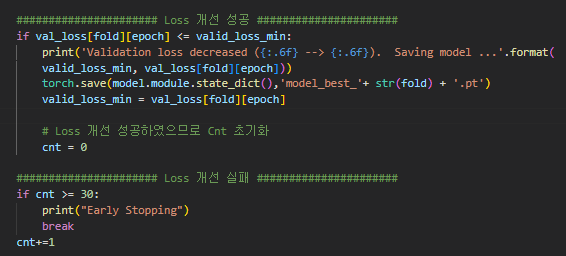 ###################### Loss 개선 성공 ######################
if val_loss[fold][epoch] <= valid_loss_min:
    print('Validation loss decreased ({:.6f} --> {:.6f}).  Saving model ...'.format(
    valid_loss_min, val_loss[fold][epoch]))
    torch.save(model.module.state_dict(),'model_best_'+ str(fold) + '.pt')
    valid_loss_min = val_loss[fold][epoch]

    # Loss 개선 성공하였으므로 Cnt 초기화
    cnt = 0

###################### Loss 개선 실패 ######################
if cnt >= 30:
    print("Early Stopping")
    break
cnt+=1